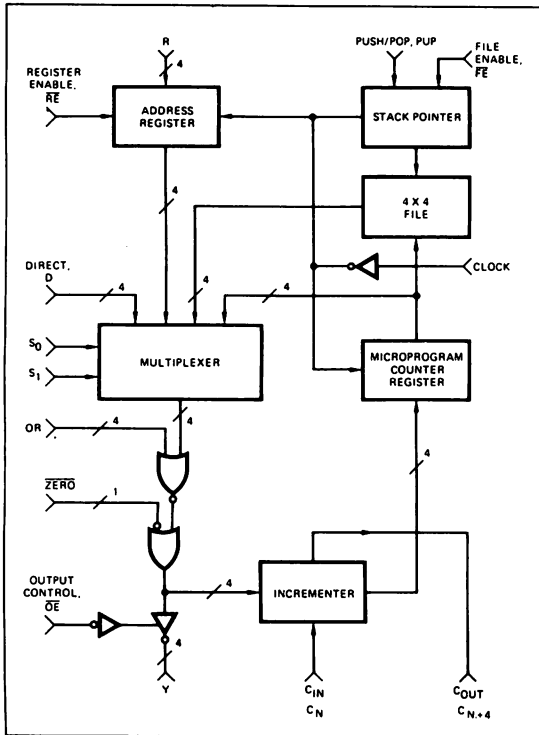 R
PUSH/POP, PUP
FILE
ENABLE,
FE
4
REGISTER
ENABLE,
RE
ADDRESS
REGISTER
STACK POINTER
4
4 X 4
FILE
DIRECT,
D
4
4
4
CLOCK
S0
S1
MULTIPLEXER
MICROPROGRAM
COUNTER
REGISTER
OR
4
4
4
ZERO
1
OUTPUT
CONTROL,
OE
4
INCREMENTER
4
Y
CIN
CN
COUT
CN+4